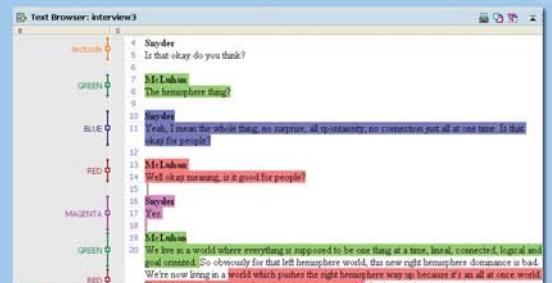 Text Browser: interview3
0
testcode
4 Snyder
5 Is that okay do you think?
6
GREEN
7 McLuhan
8 The hemisphere thing?
9
BLUE
10 Snyder
11 Yeah, I mean the whole thing, no surprise, all spontaneity, no connection just all at one time. Is that
okay for people?
12
RED
13 McLuhan
14 Well okay meaning, is it good for people?
15
MAGENTA
16 Snyder
17 Yes.
18
GREEN
19 McLuhan
20 We live in a world where everything is supposed to be one thing at a time, lineal, connected, logical and
goal oriented. So obviously for that left hemisphere world, this new right hemisphere dominance is bad.
RED
We're now living in a world which pushes the right hemisphere way up because it's an all at once world.